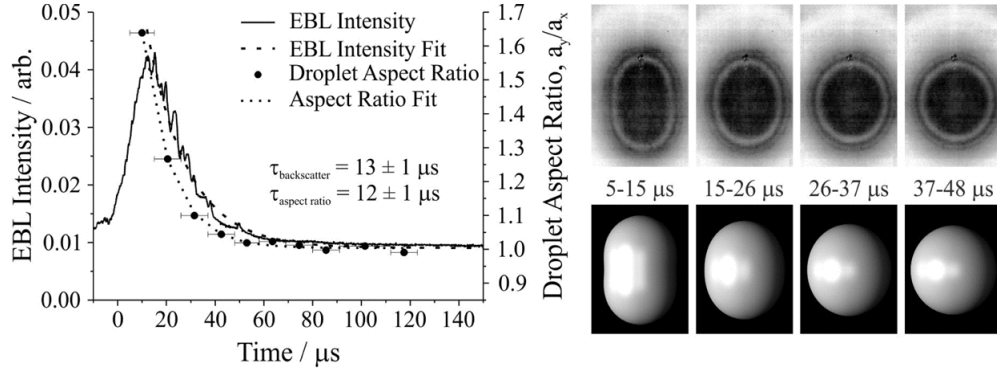 EBL Intensity / arb.
0.05
0.04
0.03
0.02
0.01
0.00
EBL Intensity
EBL Intensity Fit
Droplet Aspect Ratio
Aspect Ratio Fit
τbackscatter = 13 ± 1 μs
τaspect ratio = 12 ± 1 μs
0 20 40 60 80 100 120 140
Time / μs
1.7
1.6
1.5
1.4
1.3
1.2
1.1
1.0
0.9
Droplet Aspect Ratio, ay/ax
5-15 μs 15-26 μs 26-37 μs 37-48 μs